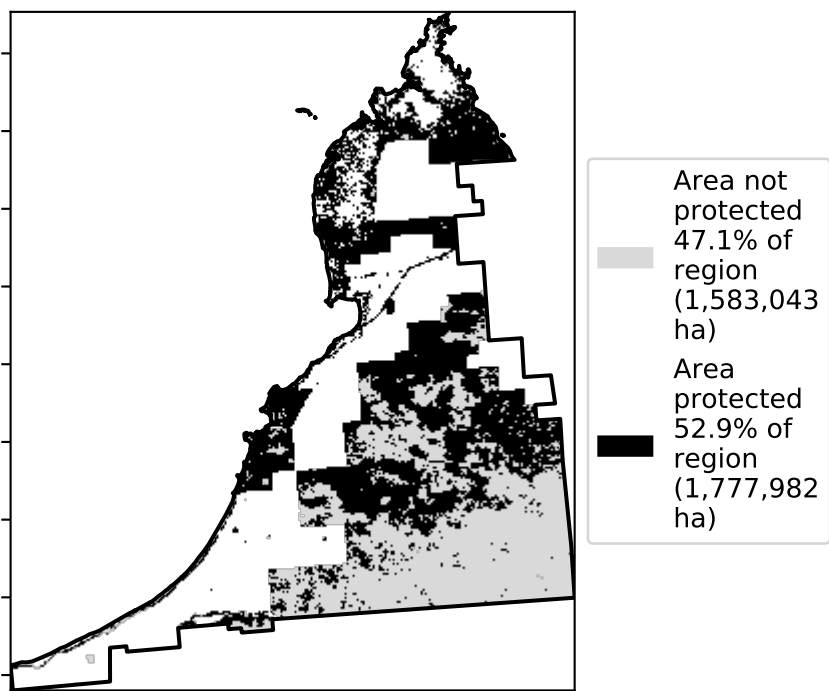 Area not
protected
47.1% of
region
(1,583,043
ha)
Area
protected
52.9% of
region
(1,777,982
ha)